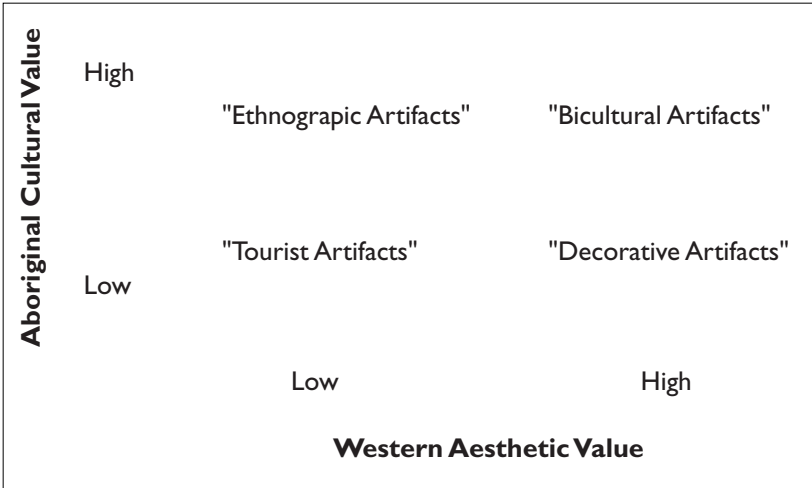 Aboriginal Cultural Value
High
"Ethnograpic Artifacts" "Bicultural Artifacts"
"Tourist Artifacts" "Decorative Artifacts"
Low
Low High
Western Aesthetic Value